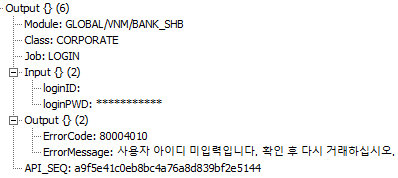 Output {} (6)
Module: GLOBAL/VNM/BANK_SHB
Class: CORPORATE
Job: LOGIN
Input {} (2)
loginID:
loginPWD: ***********
Output {} (2)
ErrorCode: 80004010
ErrorMessage: 사용자 아이디 미입력입니다. 확인 후 다시 거래하십시오.
API_SEQ: a9f5e41c0eb8bc4a76a8d839bf2e5144